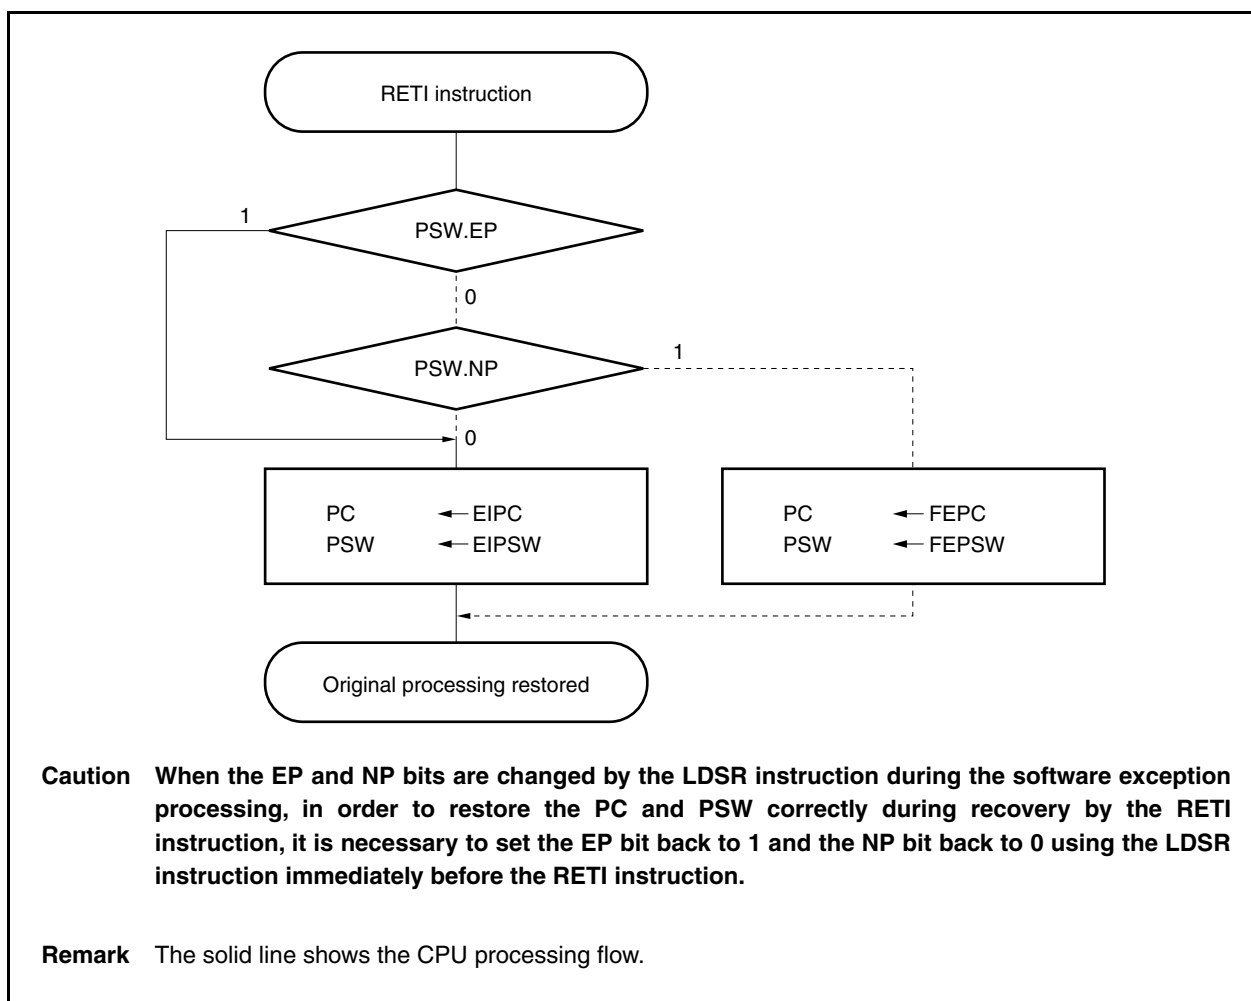 RETI instruction
1
PSW.EP
0
PSW.NP
1
0
PC ← EIPC
PSW ← EIPSW
PC ← FEPC
PSW ← FEPSW
Original processing restored
Caution When the EP and NP bits are changed by the LDSR instruction during the software exception
processing, in order to restore the PC and PSW correctly during recovery by the RETI
instruction, it is necessary to set the EP bit back to 1 and the NP bit back to 0 using the LDSR
instruction immediately before the RETI instruction.
Remark The solid line shows the CPU processing flow.